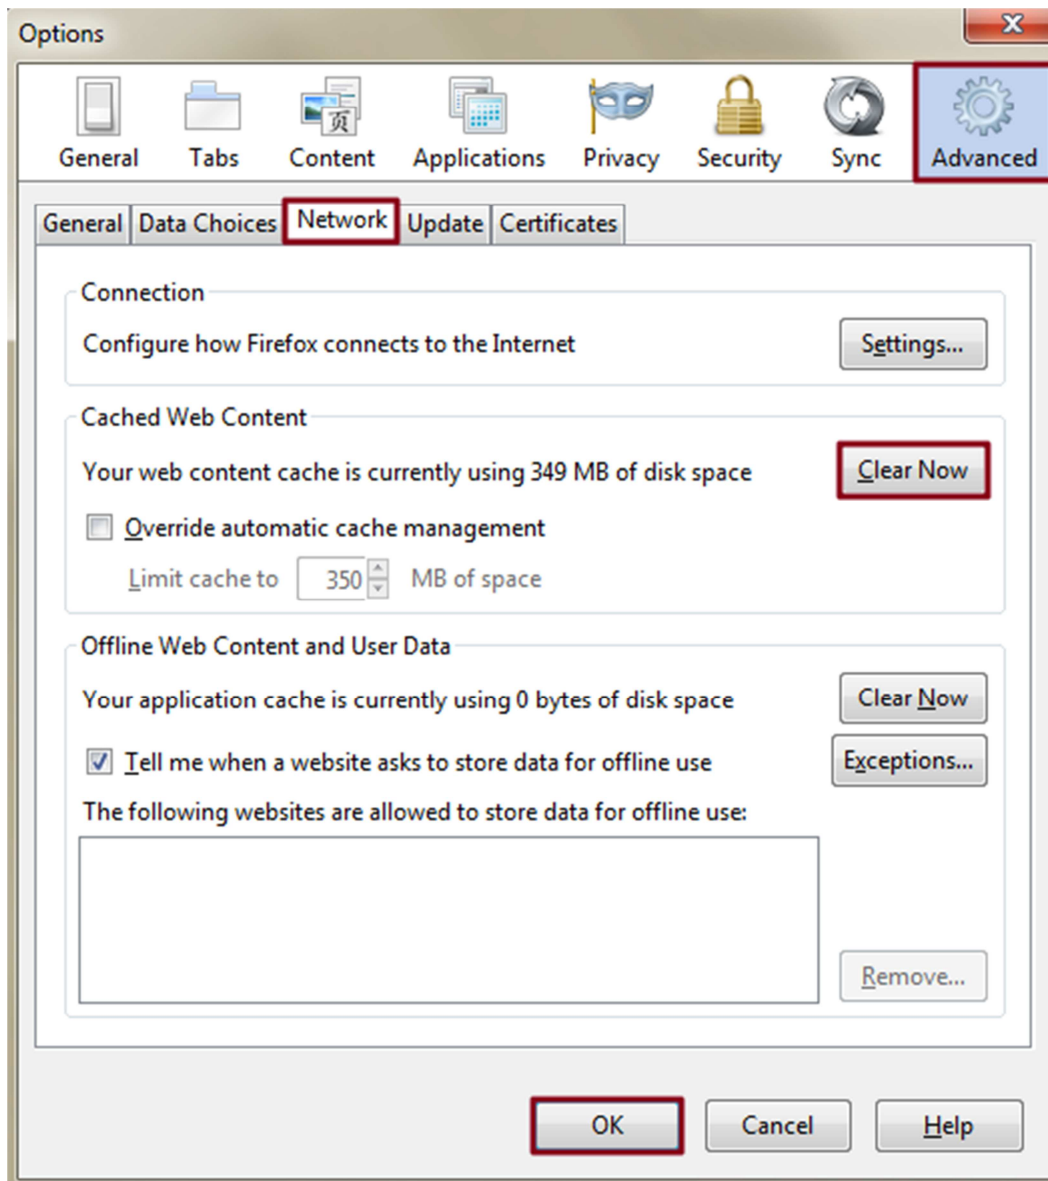 Options
x
页
General Tabs Content Applications Privacy Security Sync Advanced
General Data Choices Network Update Certificates
Connection
Configure how Firefox connects to the Internet Settings...
Cached Web Content
Your web content cache is currently using 349 MB of disk space Clear Now
Override automatic cache management
Limit cache to 350 MB of space
Offline Web Content and User Data
Your application cache is currently using 0 bytes of disk space Clear Now
Tell me when a website asks to store data for offline use Exceptions...
The following websites are allowed to store data for offline use:
Remove...
OK Cancel Help